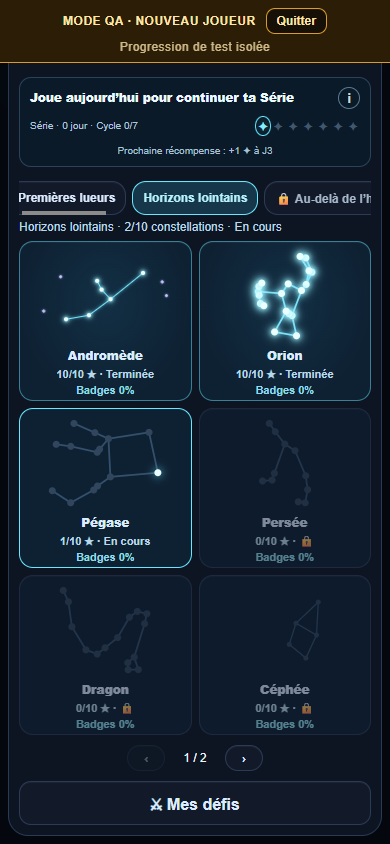 MODE QA · NOUVEAU JOUEUR Quitter
Progression de test isolée
Joue aujourd'hui pour continuer ta Série i
Série · 0 jour · Cycle 0/7
Prochaine récompense : +1 ✦ à J3
Premières lueurs Horizons lointains 🔒 Au-delà de l'h
Horizons lointains · 2/10 constellations · En cours
Andromède
10/10 ★ · Terminée
Badges 0%
Orion
10/10 ★ · Terminée
Badges 0%
Pégase
1/10 ★ · En cours
Badges 0%
Persée
0/10 ★ · 🔒
Badges 0%
Dragon
0/10 ★ · 🔒
Badges 0%
Céphée
0/10 ★ · 🔒
Badges 0%
‹ 1 / 2 ›
⚔ Mes défis